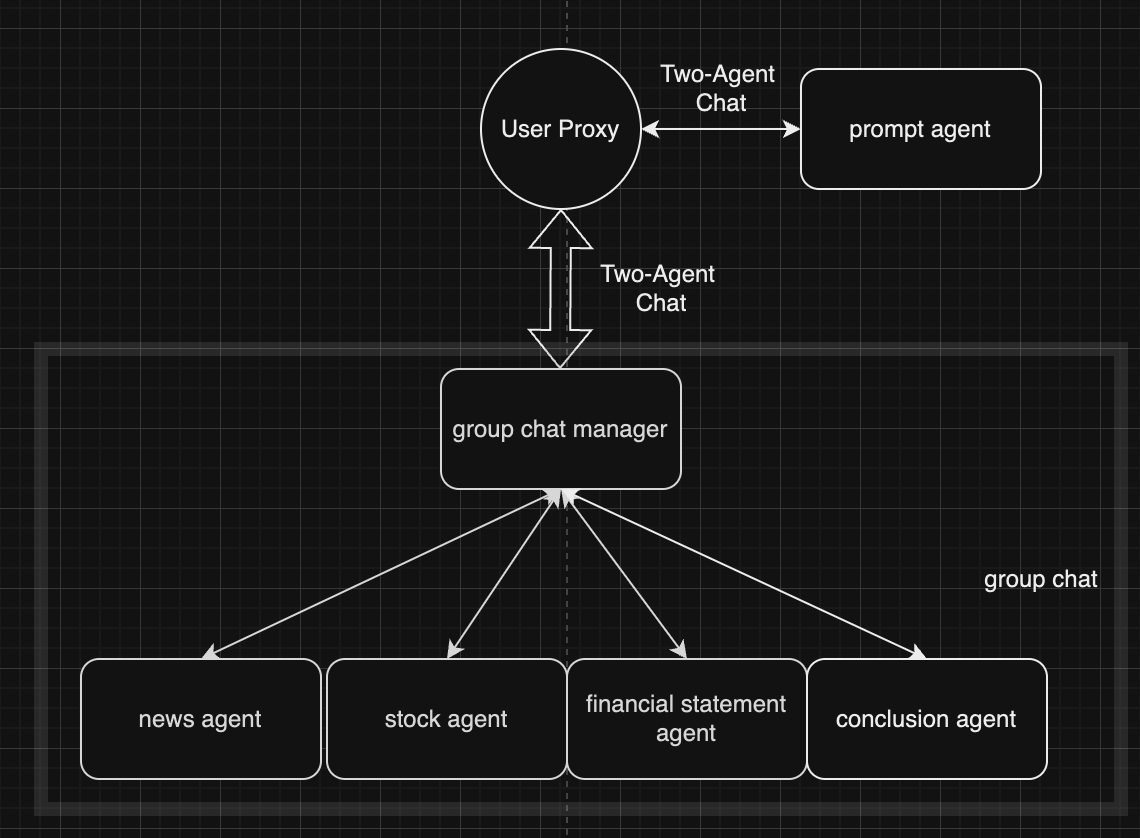 Two-Agent
Chat
User Proxy
prompt agent
Two-Agent
Chat
group chat manager
group chat
news agent
stock agent
financial statement
agent
conclusion agent